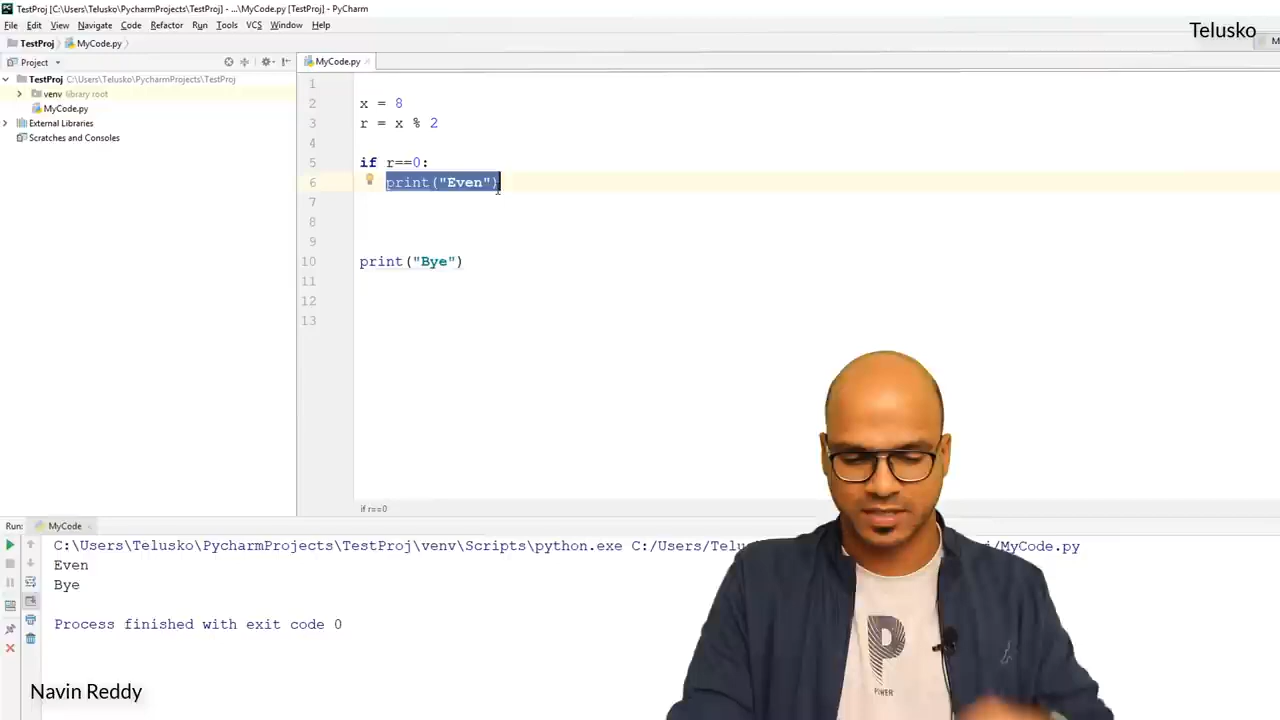 TestProj [C:\Users\Telusko\PycharmProjects\TestProj] - ...\MyCode.py [TestProj] - PyCharm
File Edit View Navigate Code Refactor Run Tools VCS Window Help
Telusko
TestProj MyCode.py
M
Project
MyCode.py
TestProj C:\Users\Telusko\PycharmProjects\TestProj
venv library root
MyCode.py
External Libraries
Scratches and Consoles
1
2 x = 8
3 r = x % 2
4
5 if r==0:
6 print("Even")
7
8
9
10 print("Bye")
11
12
13
if r==0
Run: MyCode
C:\Users\Telusko\PycharmProjects\TestProj\venv\Scripts\python.exe C:/Users/Telu /MyCode.py
Even
Bye
Process finished with exit code 0
P
POWER
Navin Reddy